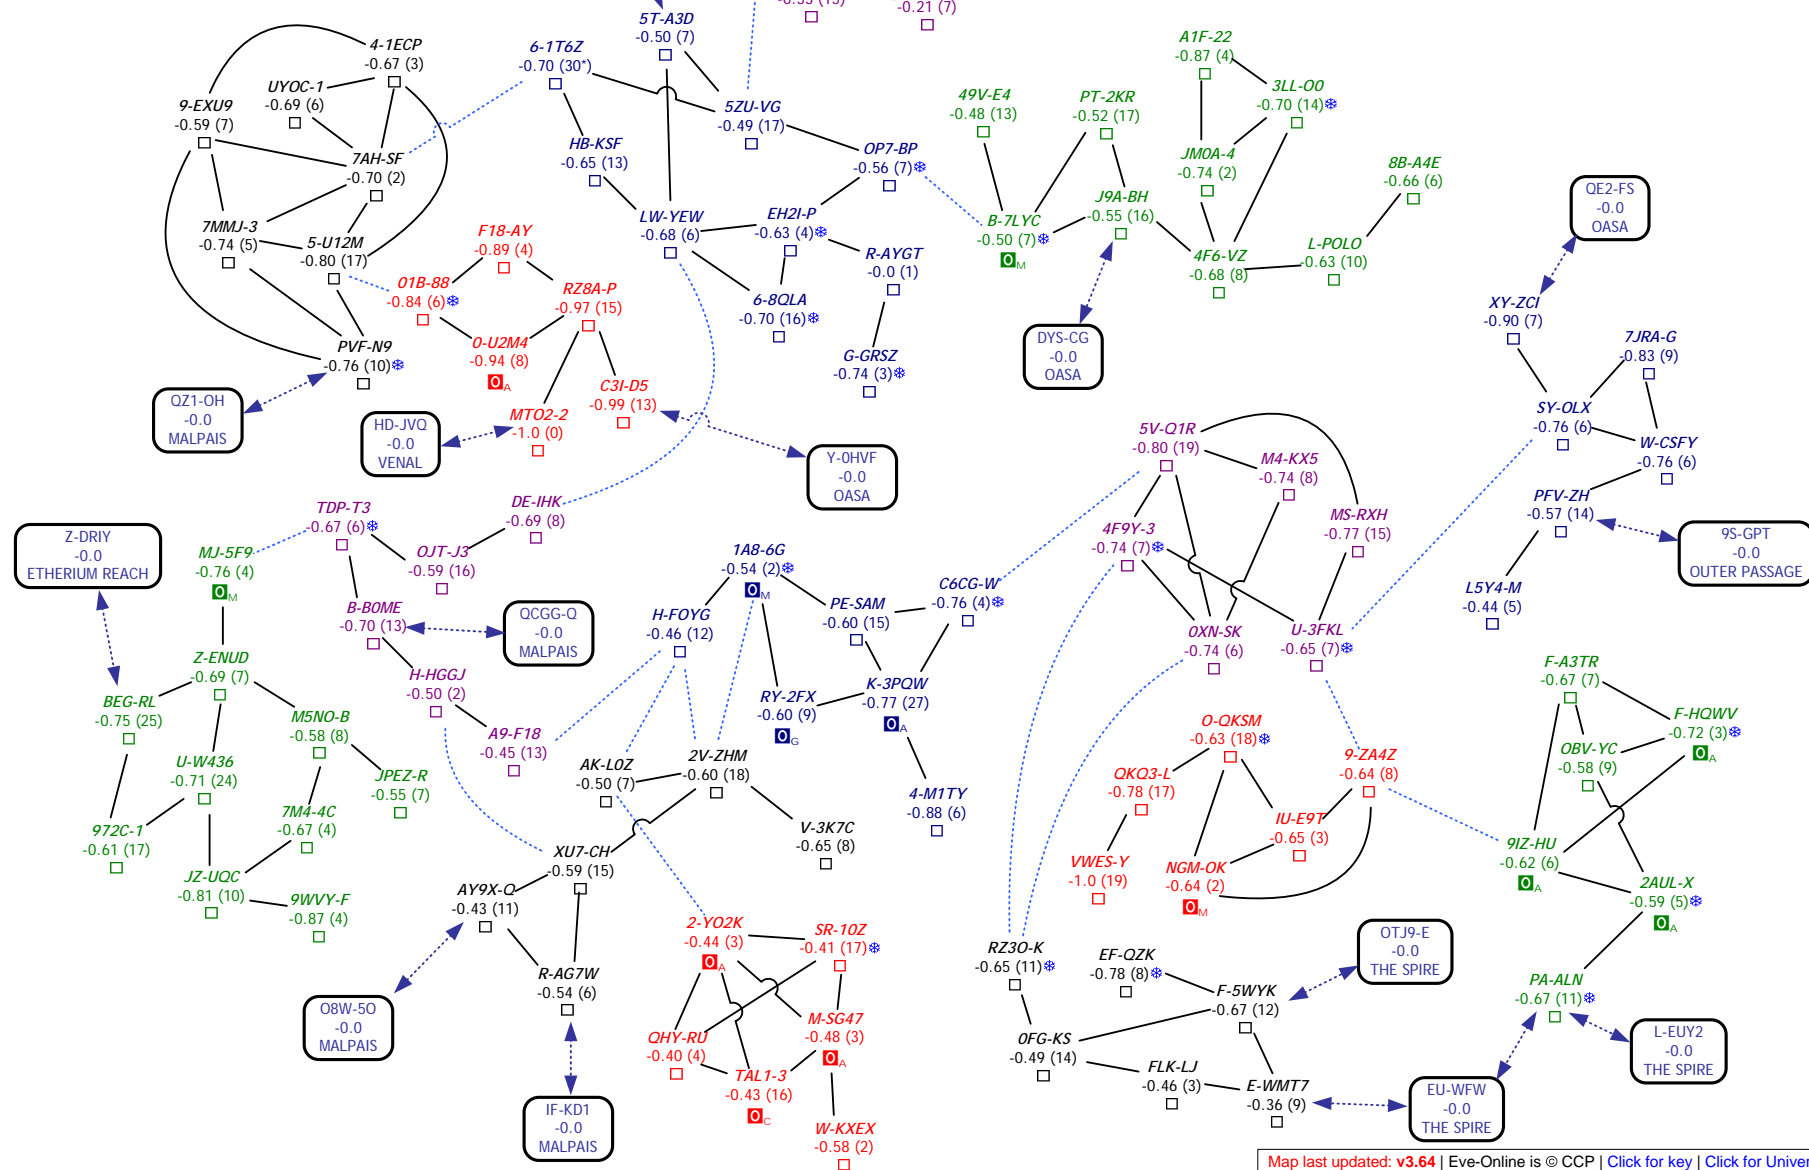 -0.53 (15)
-0.21 (7)
5T-A3D
-0.50 (7)
4-1ECP
-0.67 (3)
6-1T6Z
-0.70 (30*)
UYOC-1
-0.69 (6)
9-EXU9
-0.59 (7)
5ZU-VG
-0.49 (17)
HB-KSF
-0.65 (13)
7AH-SF
-0.70 (2)
OP7-BP
-0.56 (7)❄
A1F-22
-0.87 (4)
3LL-O0
-0.70 (14)❄
49V-E4
-0.48 (13)
PT-2KR
-0.52 (17)
JM0A-4
-0.74 (2)
8B-A4E
-0.66 (6)
7MMJ-3
-0.74 (5)
5-U12M
-0.80 (17)
F18-AY
-0.89 (4)
LW-YEW
-0.68 (6)
EH2I-P
-0.63 (4)❄
R-AYGT
-0.0 (1)
B-7LYC
-0.50 (7)❄
0M
J9A-BH
-0.55 (16)
4F6-VZ
-0.68 (8)
L-POLO
-0.63 (10)
QE2-FS
-0.0
OASA
O1B-88
-0.84 (6)❄
RZ8A-P
-0.97 (15)
6-8QLA
-0.70 (16)❄
XY-ZCI
-0.90 (7)
PVF-N9
-0.76 (10)❄
0-U2M4
-0.94 (8)
0A
G-GRSZ
-0.74 (3)❄
DYS-CG
-0.0
OASA
7JRA-G
-0.83 (9)
QZ1-OH
-0.0
MALPAIS
HD-JVQ
-0.0
VENAL
MTO2-2
-1.0 (0)
C3I-D5
-0.99 (13)
Y-0HVF
-0.0
OASA
SY-OLX
-0.76 (6)
W-CSFY
-0.76 (6)
5V-Q1R
-0.80 (19)
M4-KX5
-0.74 (8)
PFV-ZH
-0.57 (14)
MS-RXH
-0.77 (15)
4F9Y-3
-0.74 (7)❄
9S-GPT
-0.0
OUTER PASSAGE
TDP-T3
-0.67 (6)❄
DE-IHK
-0.69 (8)
Z-DRIY
-0.0
ETHERIUM REACH
MJ-5F9
-0.76 (4)
0M
OJT-J3
-0.59 (16)
1A8-6G
-0.54 (2)❄
0M
C6CG-W
-0.76 (4)❄
L5Y4-M
-0.44 (5)
B-B0ME
-0.70 (13)
QCGG-Q
-0.0
MALPAIS
H-FOYG
-0.46 (12)
PE-SAM
-0.60 (15)
0XN-SK
-0.74 (6)
U-3FKL
-0.65 (7)❄
Z-ENUD
-0.69 (7)
H-HGGJ
-0.50 (2)
F-A3TR
-0.67 (7)
BEG-RL
-0.75 (25)
M5NO-B
-0.58 (8)
A9-F18
-0.45 (13)
RY-2FX
-0.60 (9)
0G
K-3PQW
-0.77 (27)
0A
O-QKSM
-0.63 (18)❄
F-HQWV
-0.72 (3)❄
0A
U-W436
-0.71 (24)
JPEZ-R
-0.55 (7)
AK-L0Z
-0.50 (7)
2V-ZHM
-0.60 (18)
QKQ3-L
-0.78 (17)
9-ZA4Z
-0.64 (8)
OBV-YC
-0.58 (9)
972C-1
-0.61 (17)
7M4-4C
-0.67 (4)
4-M1TY
-0.88 (6)
IU-E9T
-0.65 (3)
V-3K7C
-0.65 (8)
9IZ-HU
-0.62 (6)
0A
XU7-CH
-0.59 (15)
VWES-Y
-1.0 (19)
NGM-OK
-0.64 (2)
0M
JZ-UQC
-0.81 (10)
9WVY-F
-0.87 (4)
AY9X-Q
-0.43 (11)
2AUL-X
-0.59 (5)❄
0A
2-YO2K
-0.44 (3)
0A
SR-10Z
-0.41 (17)❄
RZ3O-K
-0.65 (11)❄
EF-QZK
-0.78 (8)❄
OTJ9-E
-0.0
THE SPIRE
R-AG7W
-0.54 (6)
F-5WYK
-0.67 (12)
PA-ALN
-0.67 (11)❄
O8W-5O
-0.0
MALPAIS
QHY-RU
-0.40 (4)
M-SG47
-0.48 (3)
0A
0FG-KS
-0.49 (14)
L-EUY2
-0.0
THE SPIRE
TAL1-3
-0.43 (16)
0C
FLK-LJ
-0.46 (3)
E-WMT7
-0.36 (9)
EU-WFW
-0.0
THE SPIRE
IF-KD1
-0.0
MALPAIS
W-KXEX
-0.58 (2)
Map last updated: v3.64 | Eve-Online is © CCP | Click for key | Click for Univer